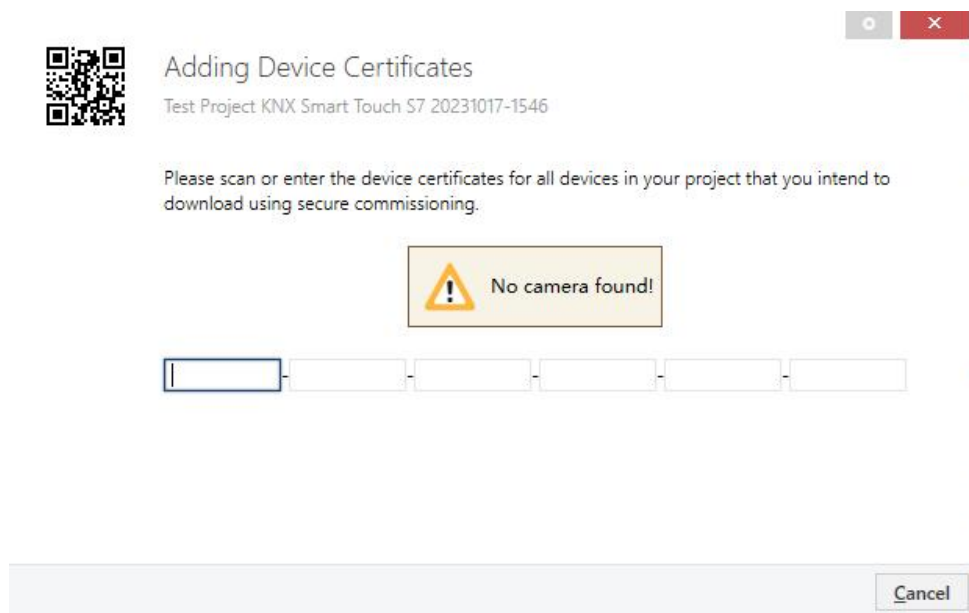 Adding Device Certificates
Test Project KNX Smart Touch S7 20231017-1546
Please scan or enter the device certificates for all devices in your project that you intend to
download using secure commissioning.
No camera found!
- - - - -
Cancel